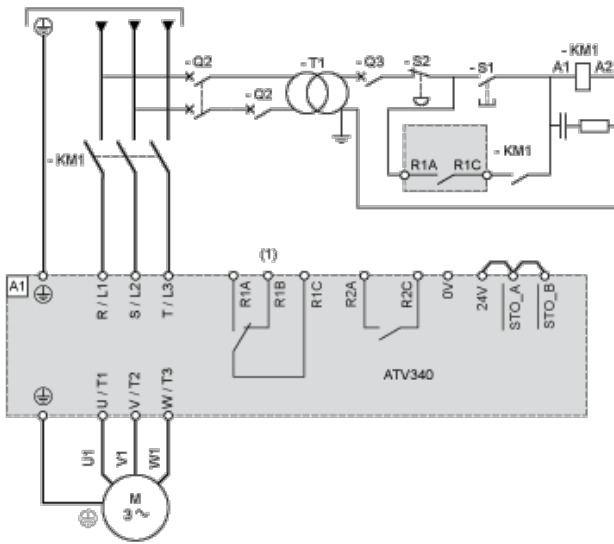 - Q2
- T1
- Q3
- S2
- S1
- KM1
A1
A2
- Q2
R1A
R1C
- KM1
- KM1
(1)
A1
R / L1
S / L2
T / L3
R1A
R1B
R1C
R2A
R2C
0V
24V
STO_A
STO_B
ATV340
U / T1
V / T2
W / T3
U1
V1
W1
M
3 ~